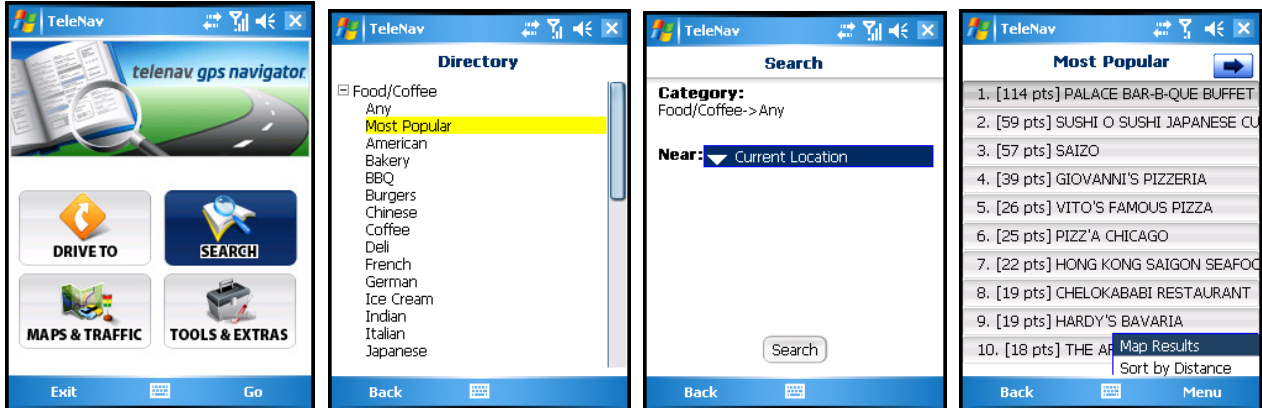 TeleNav
telenav gps navigator
DRIVE TO
SEARCH
MAPS & TRAFFIC
TOOLS & EXTRAS
Exit
Go
TeleNav
Directory
Food/Coffee
Any
Most Popular
American
Bakery
BBQ
Burgers
Chinese
Coffee
Deli
French
German
Ice Cream
Indian
Italian
Japanese
Back
TeleNav
Search
Category:
Food/Coffee->Any
Near: Current Location
Search
Back
TeleNav
Most Popular
1. [114 pts] PALACE BAR-B-QUE BUFFET
2. [59 pts] SUSHI O SUSHI JAPANESE CU
3. [57 pts] SAIZO
4. [39 pts] GIOVANNI'S PIZZERIA
5. [26 pts] VITO'S FAMOUS PIZZA
6. [25 pts] PIZZ'A CHICAGO
7. [22 pts] HONG KONG SAIGON SEAFOO
8. [19 pts] CHELOKABABI RESTAURANT
9. [19 pts] HARDY'S BAVARIA
10. [18 pts] THE
Map Results
Sort by Distance
Back
Menu